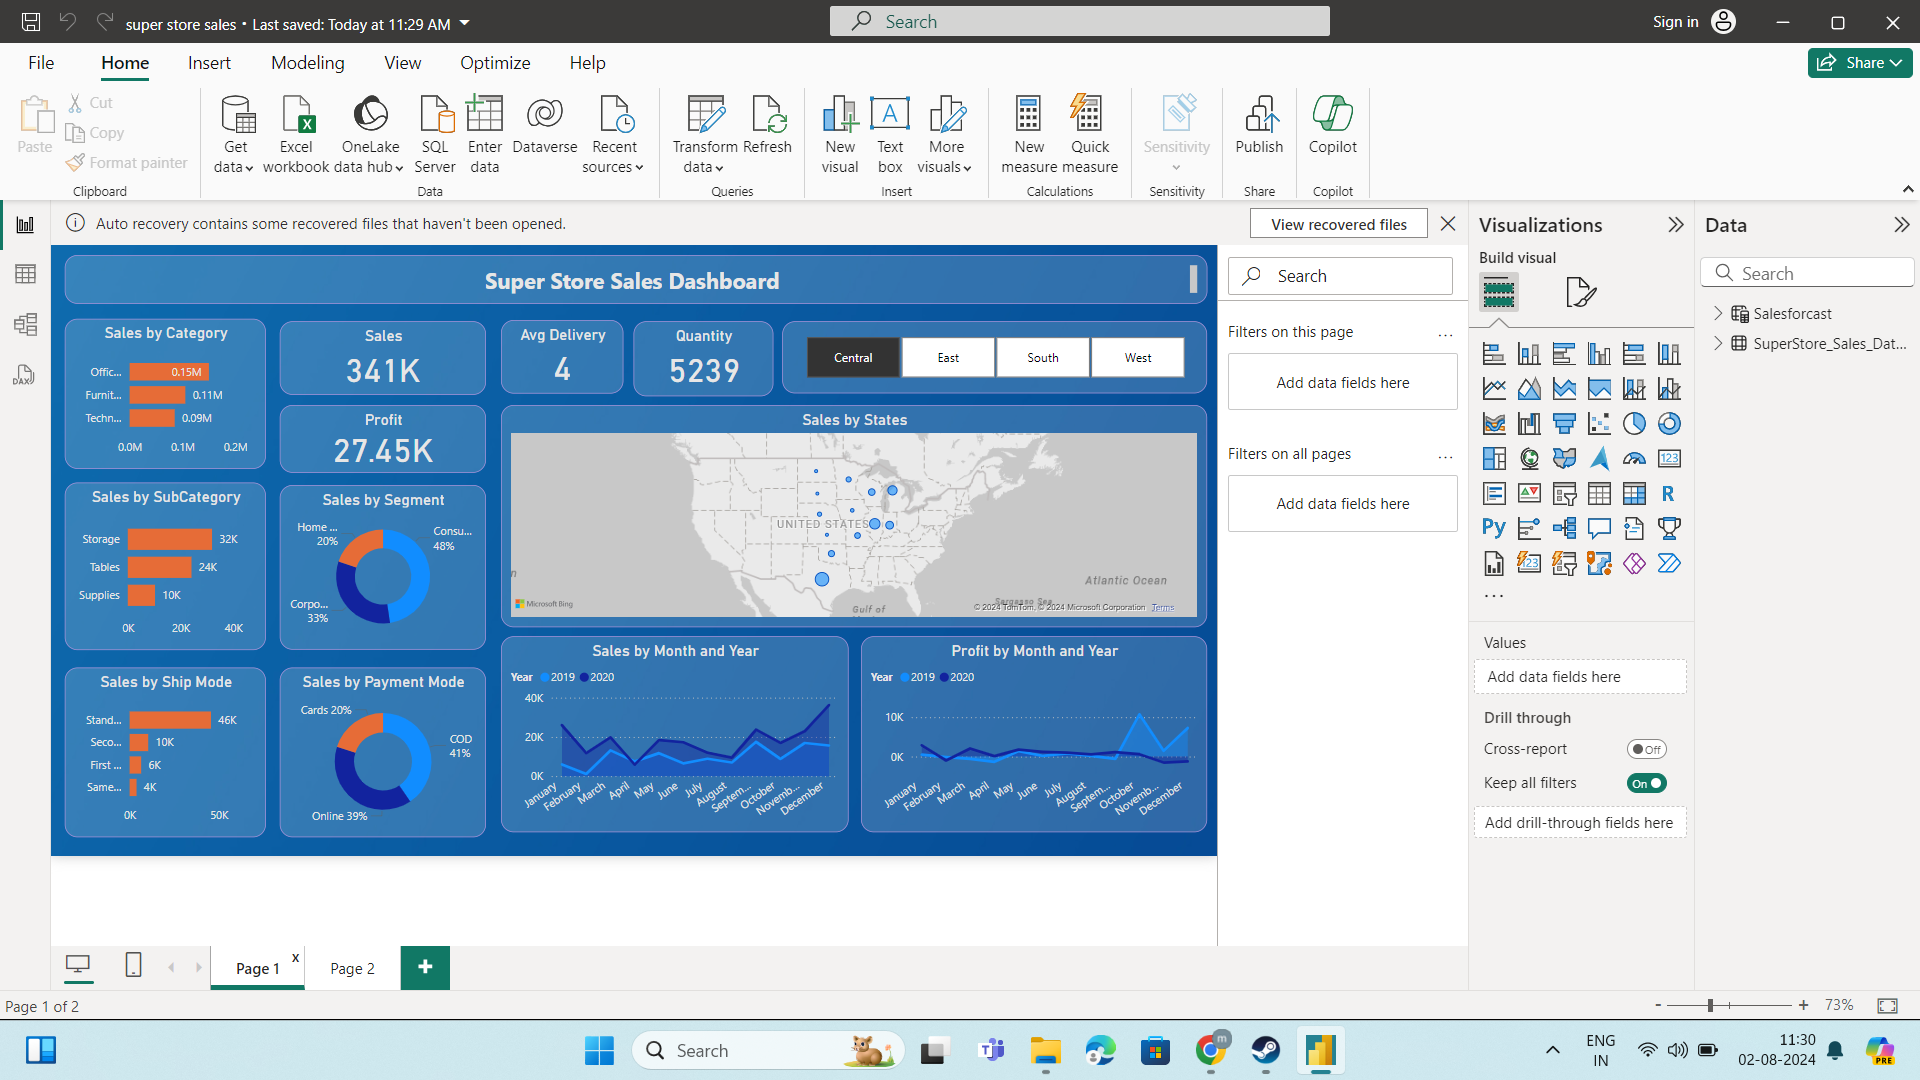 super store sales • Last saved: Today at 11:29 AM
Search
Sign in
File Home Insert Modeling View Optimize Help
Share
Paste
Cut
Copy
Format painter
Clipboard
Get data
Excel workbook
OneLake data hub
SQL Server
Enter data
Dataverse
Recent sources
Data
Transform data
Refresh
Queries
New visual
Text box
More visuals
Insert
New measure
Quick measure
Calculations
Sensitivity
Sensitivity
Publish
Share
Copilot
Copilot
Auto recovery contains some recovered files that haven't been opened.
View recovered files
Super Store Sales Dashboard
Sales by Category
Offic... 0.15M
Furnit... 0.11M
Techn... 0.09M
0.0M 0.1M 0.2M
Sales
341K
Avg Delivery
4
Quantity
5239
Central East South West
Profit
27.45K
Sales by States
UNITED STATES
Atlantic Ocean
Sargasso Sea
Gulf of
Microsoft Bing
© 2024 TomTom, © 2024 Microsoft Corporation Terms
Sales by SubCategory
Storage 32K
Tables 24K
Supplies 10K
0K 20K 40K
Sales by Segment
Home ... 20%
Consu... 48%
Corpo... 33%
Sales by Ship Mode
Stand... 46K
Seco... 10K
First ... 6K
Same... 4K
0K 50K
Sales by Payment Mode
Cards 20%
COD 41%
Online 39%
Sales by Month and Year
Year 2019 2020
40K
20K
0K
January February March April May June July August Septem... October Novemb... December
Profit by Month and Year
Year 2019 2020
10K
0K
January February March April May June July August Septem... October Novemb... December
Search
Filters on this page ...
Add data fields here
Filters on all pages ...
Add data fields here
Visualizations
Build visual
123
R
Py
123
...
Values
Add data fields here
Drill through
Cross-report Off
Keep all filters On
Add drill-through fields here
Data
Search
Salesforcast
SuperStore_Sales_Dat...
DAX
Page 1 x
Page 2
+
Page 1 of 2
- + 73%
Search
m
ENG
IN
11:30
02-08-2024
PRE